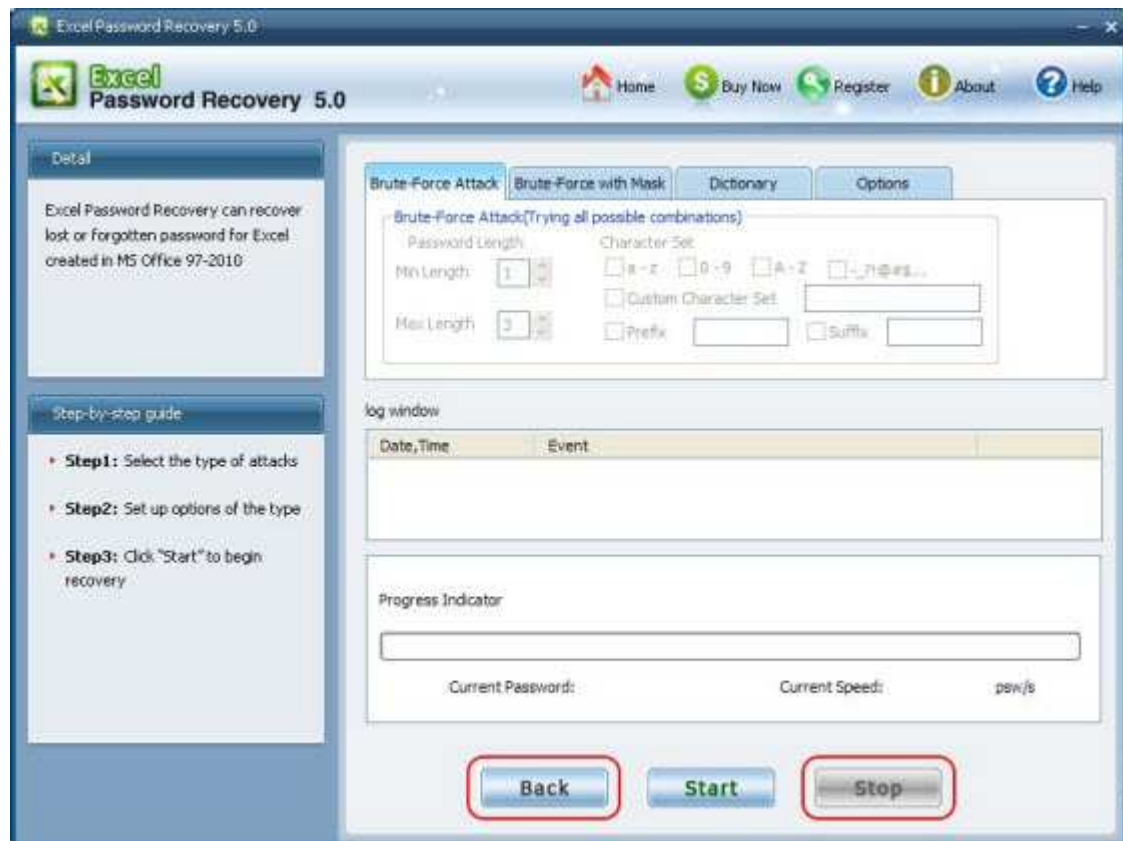 Excel Password Recovery 5.0
Excel
Password Recovery 5.0
Home Buy Now Register About Help
Detail
Excel Password Recovery can recover
lost or forgotten password for Excel
created in MS Office 97-2010
Step-by-step guide
Step1: Select the type of attacks
Step2: Set up options of the type
Step3: Click "Start" to begin
recovery
Brute-Force Attack Brute-Force with Mask Dictionary Options
Brute-Force Attack(Trying all possible combinations)
Password Length Character Set
Min Length 1 a - z 0 - 9 A - Z
Custom Character Set
Max Length 3 Prefix Suffix
log window
Date,Time Event
Progress Indicator
Current Password: Current Speed: psw/s
Back Start Stop